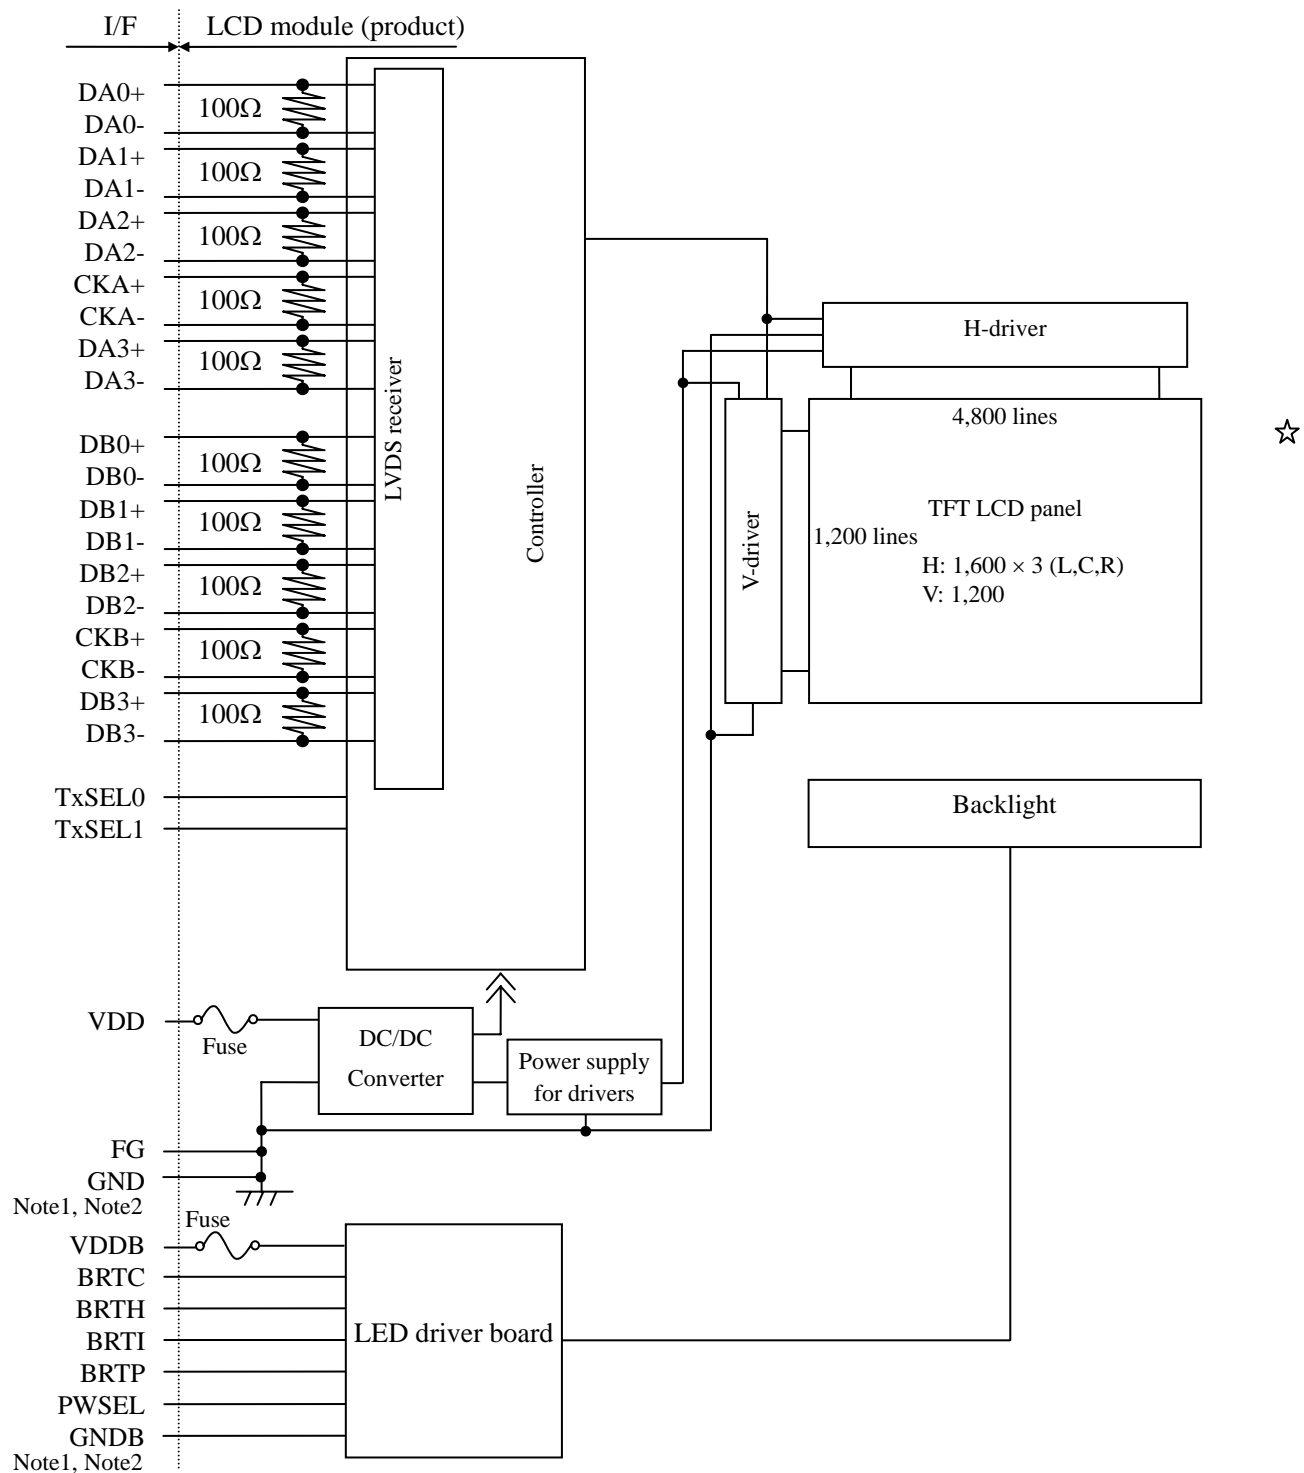 I/F
LCD module (product)
DA0+
100Ω
DA0-
DA1+
100Ω
DA1-
DA2+
100Ω
DA2-
CKA+
100Ω
CKA-
DA3+
100Ω
DA3-
DB0+
100Ω
DB0-
DB1+
100Ω
DB1-
DB2+
100Ω
DB2-
CKB+
100Ω
CKB-
DB3+
100Ω
DB3-
TxSEL0
TxSEL1
LVDS receiver
Controller
H-driver
V-driver
4,800 lines
☆
TFT LCD panel
1,200 lines
H: 1,600 × 3 (L,C,R)
V: 1,200
Backlight
VDD
Fuse
DC/DC
Converter
Power supply
for drivers
FG
GND
Note1, Note2
Fuse
VDDB
BRTC
BRTH
BRTI
BRTP
PWSEL
GNDB
Note1, Note2
LED driver board